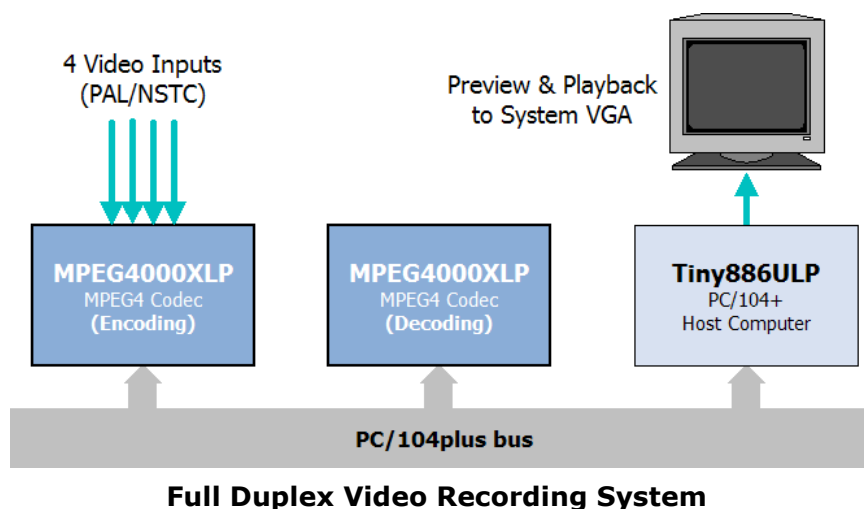 4 Video Inputs
(PAL/NSTC)
Preview & Playback
to System VGA
MPEG4000XLP
MPEG4 Codec
(Encoding)
MPEG4000XLP
MPEG4 Codec
(Decoding)
Tiny886ULP
PC/104+
Host Computer
PC/104plus bus
Full Duplex Video Recording System